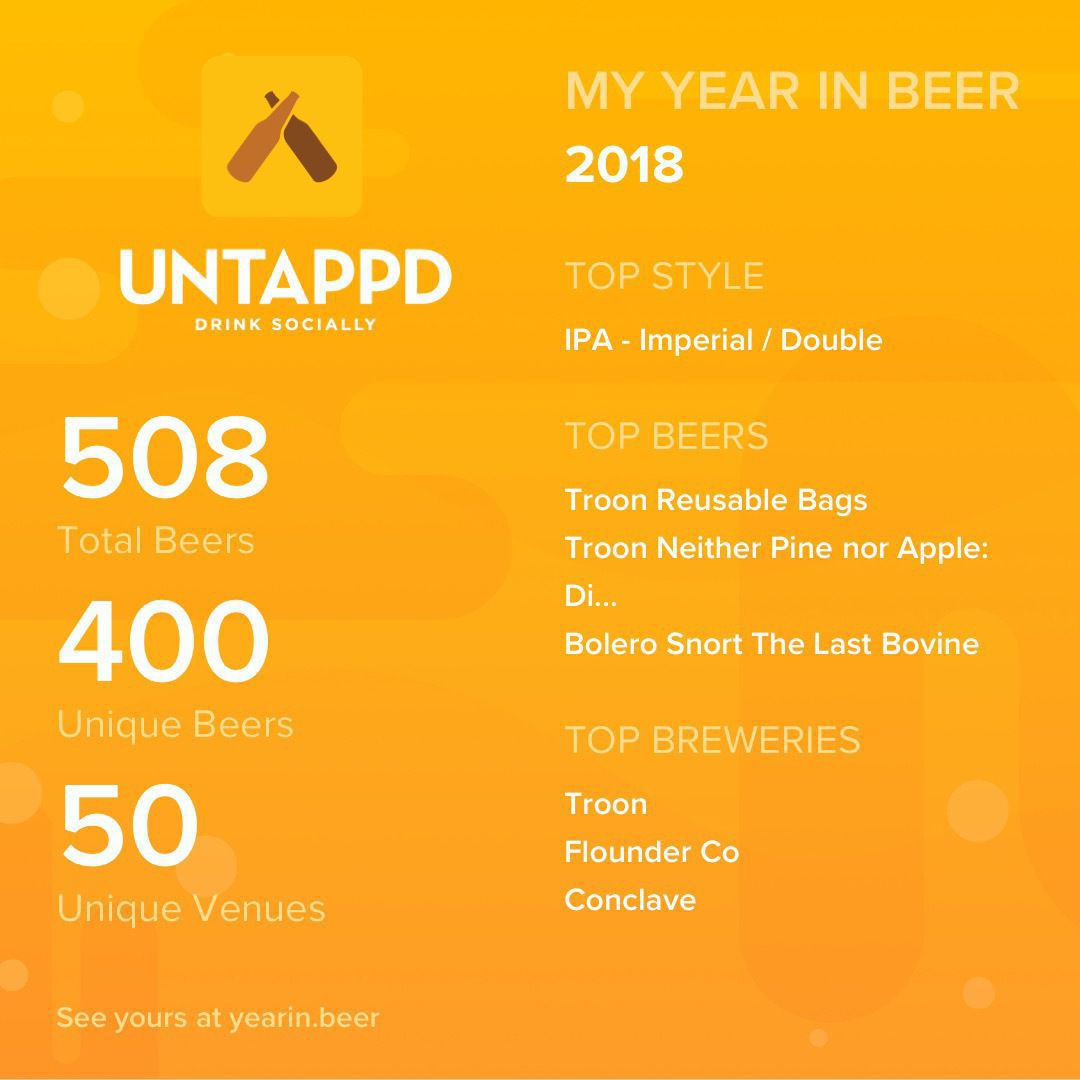 UNTAPPD
DRINK SOCIALLY
508
Total Beers
400
Unique Beers
50
Unique Venues
See yours at yearin.beer
MY YEAR IN BEER
2018
TOP STYLE
IPA - Imperial / Double
TOP BEERS
Troon Reusable Bags
Troon Neither Pine nor Apple:
Di...
Bolero Snort The Last Bovine
TOP BREWERIES
Troon
Flounder Co
Conclave